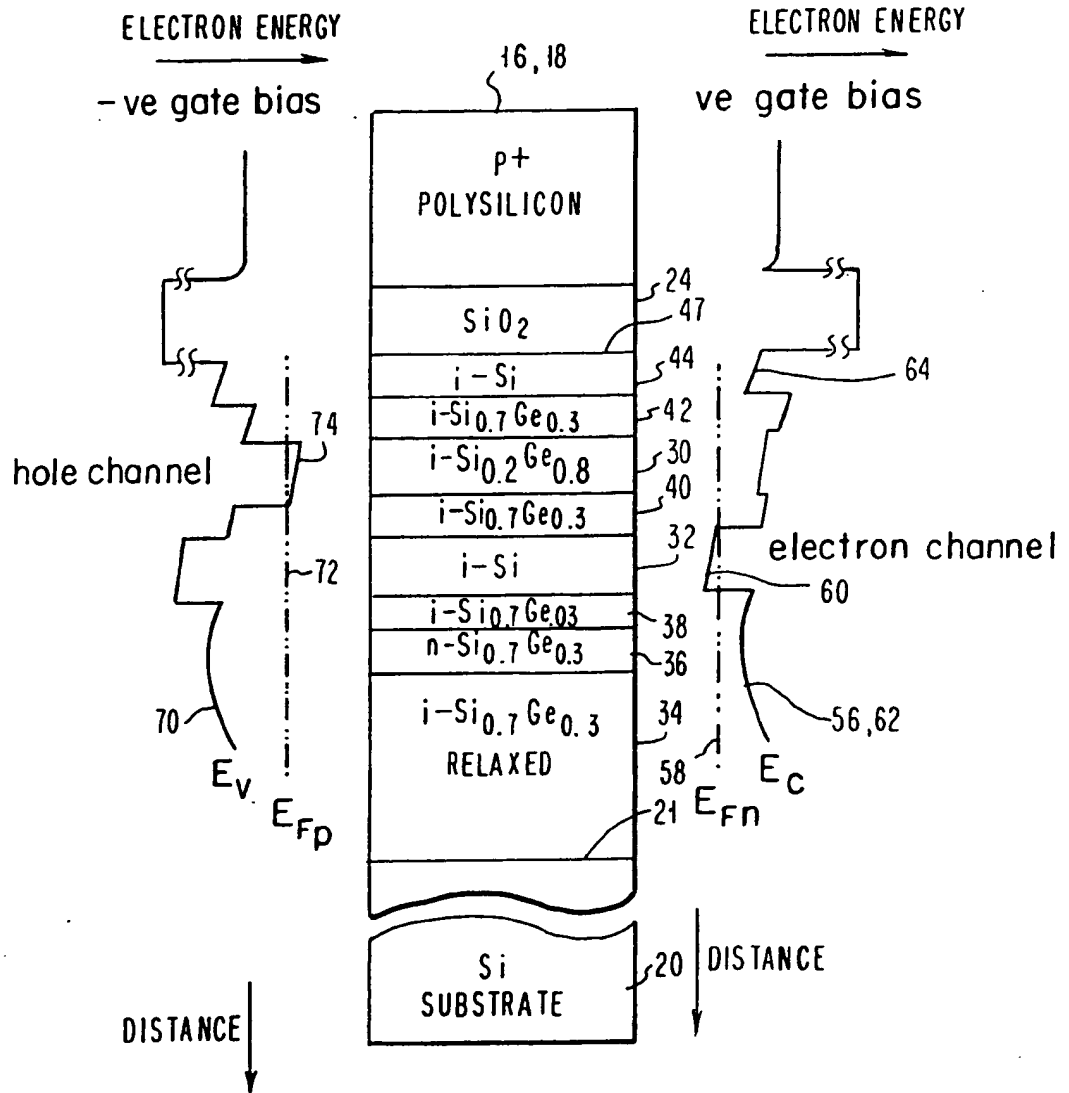 ELECTRON ENERGY
-ve gate bias
ELECTRON ENERGY
ve gate bias
16, 18
p+
POLYSILICON
24
SiO2
47
i-Si
44
64
i-Si0.7Ge0.3
42
74
hole channel
i-Si0.2Ge0.8
30
i-Si0.7Ge0.3
40
electron channel
72
i-Si
32
60
i-Si0.7Ge.03
38
n-Si0.7Ge0.3
36
70
i-Si0.7Ge0.3
RELAXED
34
56,62
58
Ev
EFp
EFn
Ec
21
Si
SUBSTRATE
20
DISTANCE
DISTANCE